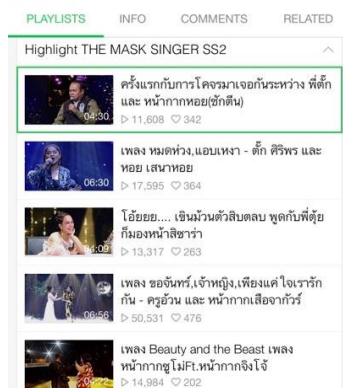 PLAYLISTS INFO COMMENTS RELATED
Highlight THE MASK SINGER SS2
ครั้งแรกกับการโคจรมาเจอกันระหว่าง พี่ตั๊ก
และ หน้ากากหอย(ซักตีน)
04:30
11,608 342
เพลง หมดห่วง,แอบเหงา - ตั๊ก ศิริพร และ
หอย เสนาหอย
06:30
17,595 364
โอ้ยยย.... เขินม้วนตัวสิบตลบ พูดกับพี่ตุ้ย
ก็มองหน้าสิซาร่า
04:09
13,317 263
เพลง ขอจันทร์,เจ้าหญิง,เพียงแค่ใจเรารัก
กัน - ครูอ้วน และ หน้ากากเสือจากัวร์
06:56
50,531 476
เพลง Beauty and the Beast เพลง
หน้ากากซูโม่Ft.หน้ากากจิงโจ้
04:22
14,984 202